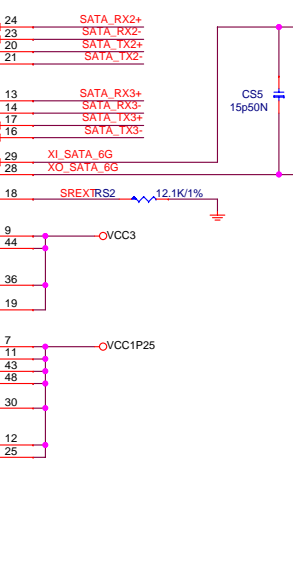 24 SATA_RX2+
23 SATA_RX2-
20 SATA_TX2+
21 SATA_TX2-
13 SATA_RX3+
14 SATA_RX3-
17 SATA_TX3+
16 SATA_TX3-
CS5
15p50N
29 XI_SATA_6G
28 XO_SATA_6G
18 SREXT RS2 12.1K/1%
9 VCC3
44
36
19
7 VCC1P25
11
43
48
30
12
25